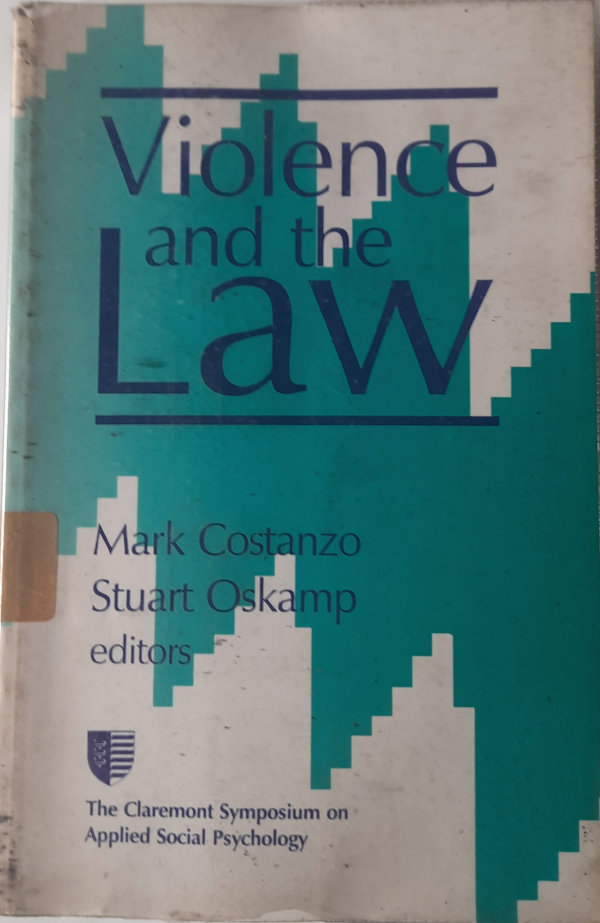 Violence
and the
Law
Mark Costanzo
Stuart Oskamp
editors
The Claremont Symposium on
Applied Social Psychology